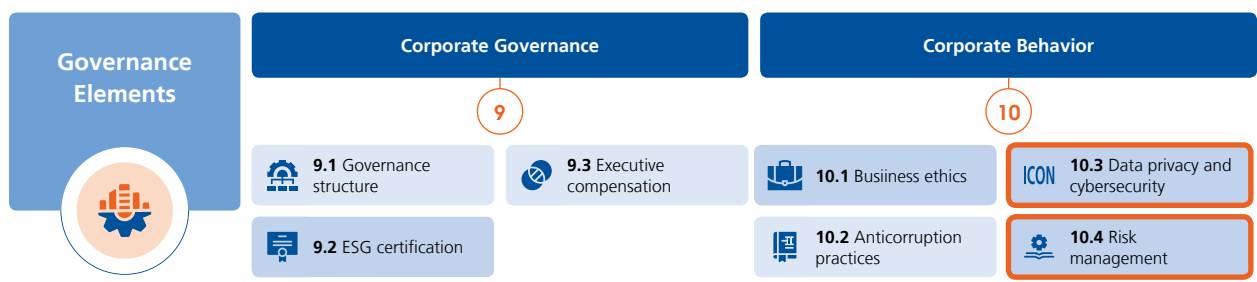 Governance
Elements
Corporate Governance
9
9.1 Governance
structure
9.2 ESG certification
9.3 Executive
compensation
Corporate Behavior
10
10.1 Busiiness ethics
10.2 Anticorruption
practices
ICON
10.3 Data privacy and
cybersecurity
10.4 Risk
management